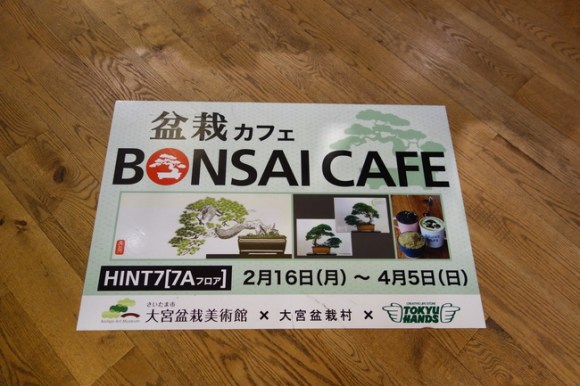 盆栽カフェ
BONSAI CAFE
HINT7[7Aフロア] 2月16日(月) ~ 4月5日(日)
さいたま市
大宮盆栽美術館 × 大宮盆栽村 × TOKYU HANDS